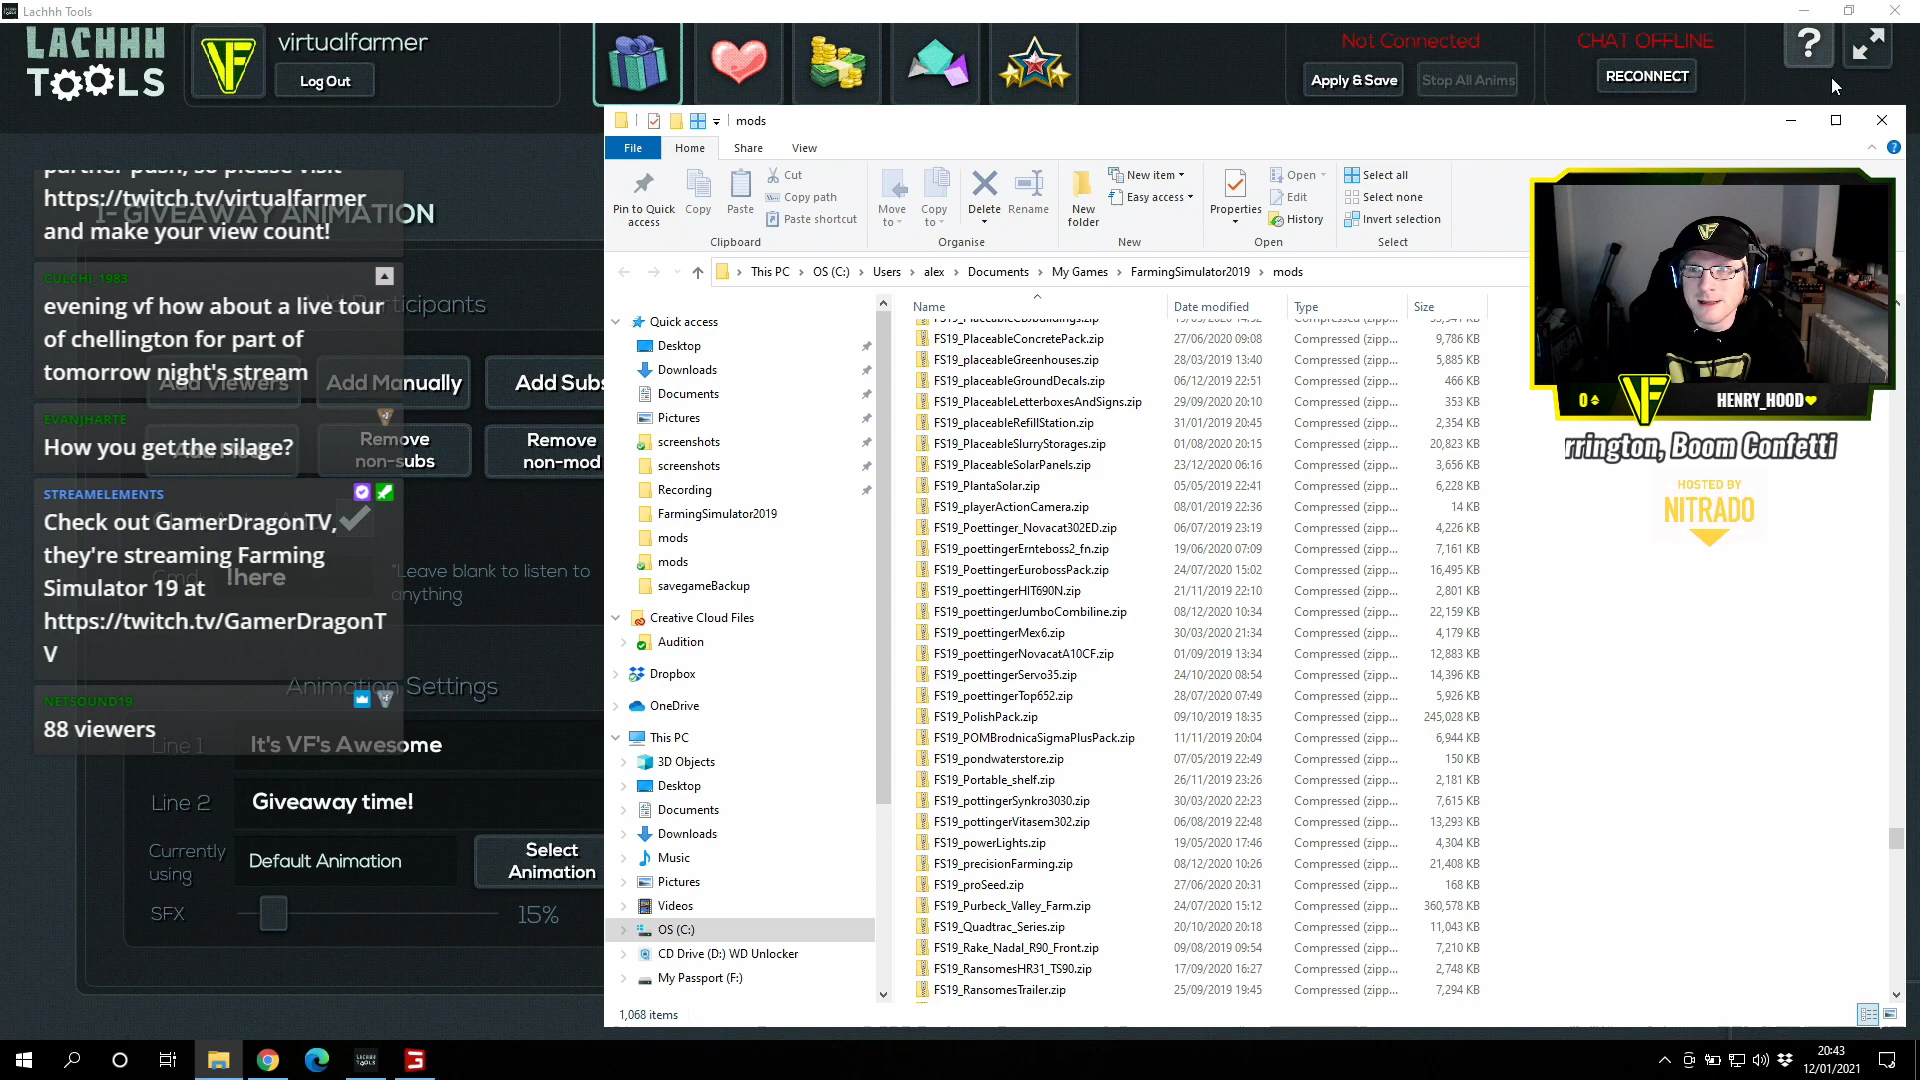 Lachhh Tools
LACHHH
TOOLS
VF
virtualfarmer
Log Out
Not Connected
Apply & Save
Stop All Anims
CHAT OFFLINE
RECONNECT
?
partner push, so please visit
https://twitch.tv/virtualfarmer
and make your view count!
1- GIVEAWAY ANIMATION
CULCHI_1983
evening vf how about a live tour
of chellington for part of
tomorrow night's stream
Participants
Add Viewers
Add Manually
Add Subs
EVANJHARTE
How you get the silage?
Remove
non-subs
Remove
non-mod
STREAMELEMENTS
Check out GamerDragonTV,
they're streaming Farming
Simulator 19 at
https://twitch.tv/GamerDragonT
V
Cmd
!here
*Leave blank to listen to
anything
Animation Settings
NETSOUND19
88 viewers
Line 1
It's VF's Awesome
Line 2
Giveaway time!
Currently
using
Default Animation
Select
Animation
SFX
15%
mods
File
Home
Share
View
Pin to Quick
access
Copy
Paste
Cut
Copy path
Paste shortcut
Clipboard
Move
to
Copy
to
Delete
Rename
Organise
New
folder
New item
Easy access
New
Properties
Open
Edit
History
Open
Select all
Select none
Invert selection
Select
This PC > OS (C:) > Users > alex > Documents > My Games > FarmingSimulator2019 > mods
Quick access
Desktop
Downloads
Documents
Pictures
screenshots
screenshots
Recording
FarmingSimulator2019
mods
mods
savegameBackup
Creative Cloud Files
Audition
Dropbox
OneDrive
This PC
3D Objects
Desktop
Documents
Downloads
Music
Pictures
Videos
OS (C:)
CD Drive (D:) WD Unlocker
My Passport (F:)
Name Date modified Type Size
FS19_PlaceableConcretePack.zip 27/06/2020 09:08 Compressed (zipp... 9,786 KB
FS19_placeableGreenhouses.zip 28/03/2019 13:40 Compressed (zipp... 5,885 KB
FS19_placeableGroundDecals.zip 06/12/2019 22:51 Compressed (zipp... 466 KB
FS19_PlaceableLetterboxesAndSigns.zip 29/09/2020 20:10 Compressed (zipp... 353 KB
FS19_placeableRefillStation.zip 31/01/2019 20:45 Compressed (zipp... 2,354 KB
FS19_PlaceableSlurryStorages.zip 01/08/2020 20:15 Compressed (zipp... 20,823 KB
FS19_PlaceableSolarPanels.zip 23/12/2020 06:16 Compressed (zipp... 3,656 KB
FS19_PlantaSolar.zip 05/05/2019 22:41 Compressed (zipp... 6,228 KB
FS19_playerActionCamera.zip 08/01/2019 22:36 Compressed (zipp... 14 KB
FS19_Poettinger_Novacat302ED.zip 06/07/2019 23:19 Compressed (zipp... 4,226 KB
FS19_poettingerErnteboss2_fn.zip 19/06/2020 07:09 Compressed (zipp... 7,161 KB
FS19_PoettingerEurobossPack.zip 24/07/2020 15:02 Compressed (zipp... 16,495 KB
FS19_poettingerHIT690N.zip 21/11/2019 22:10 Compressed (zipp... 2,801 KB
FS19_poettingerJumboCombiline.zip 08/12/2020 10:34 Compressed (zipp... 22,159 KB
FS19_poettingerMex6.zip 30/03/2020 21:34 Compressed (zipp... 4,179 KB
FS19_poettingerNovacatA10CF.zip 01/09/2020 13:34 Compressed (zipp... 12,883 KB
FS19_poettingerServo35.zip 24/10/2020 08:54 Compressed (zipp... 14,396 KB
FS19_poettingerTop652.zip 28/07/2020 07:49 Compressed (zipp... 5,926 KB
FS19_PolishPack.zip 09/10/2019 18:35 Compressed (zipp... 245,028 KB
FS19_POMBrodnicaSigmaPlusPack.zip 11/11/2019 20:04 Compressed (zipp... 6,944 KB
FS19_pondwaterstore.zip 07/05/2019 22:49 Compressed (zipp... 150 KB
FS19_Portable_shelf.zip 26/11/2019 23:26 Compressed (zipp... 2,181 KB
FS19_pottingerSynkro3030.zip 30/03/2020 22:23 Compressed (zipp... 7,615 KB
FS19_pottingerVitasem302.zip 06/08/2019 22:48 Compressed (zipp... 13,293 KB
FS19_powerLights.zip 19/05/2020 17:46 Compressed (zipp... 4,304 KB
FS19_precisionFarming.zip 08/12/2020 10:26 Compressed (zipp... 21,408 KB
FS19_proSeed.zip 27/06/2020 20:31 Compressed (zipp... 168 KB
FS19_Purbeck_Valley_Farm.zip 24/07/2020 15:12 Compressed (zipp... 360,578 KB
FS19_Quadtrac_Series.zip 20/10/2020 20:18 Compressed (zipp... 11,043 KB
FS19_Rake_Nadal_R90_Front.zip 09/08/2019 09:54 Compressed (zipp... 7,210 KB
FS19_RansomesHR31_TS90.zip 17/09/2020 16:27 Compressed (zipp... 2,748 KB
FS19_RansomesTrailer.zip 25/09/2019 19:45 Compressed (zipp... 7,294 KB
1,068 items
VF
0
VF
HENRY_HOOD
rrington, Boom Confetti
HOSTED BY
NITRADO
20:43
12/01/2021